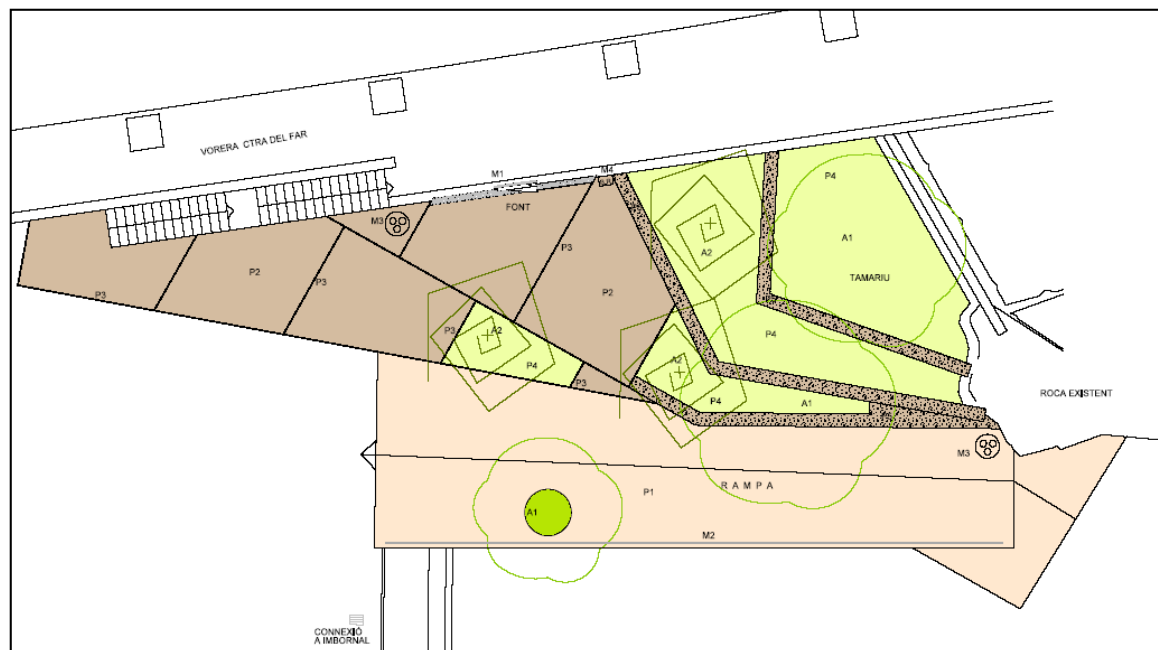 VORERA CTRA DEL FAR
M1
M4
P4
FONT
M3
P3
A1
A2
P2
P3
P3
TAMARIU
P2
P3
P3
A2
P4
P4
A2
P3
P4
A1
ROCA EXISTENT
M3
RAMPA
P1
A1
M2
CONNEXIÓ
A IMBORNAL